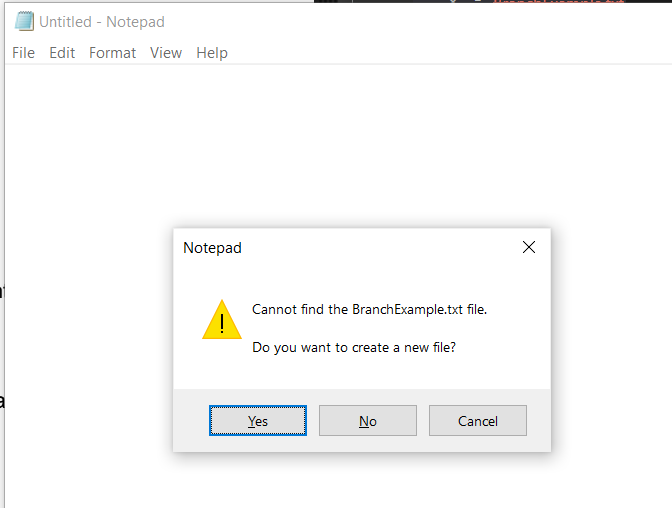 Untitled - Notepad
File Edit Format View Help
Notepad
Cannot find the BranchExample.txt file.
Do you want to create a new file?
Yes No Cancel